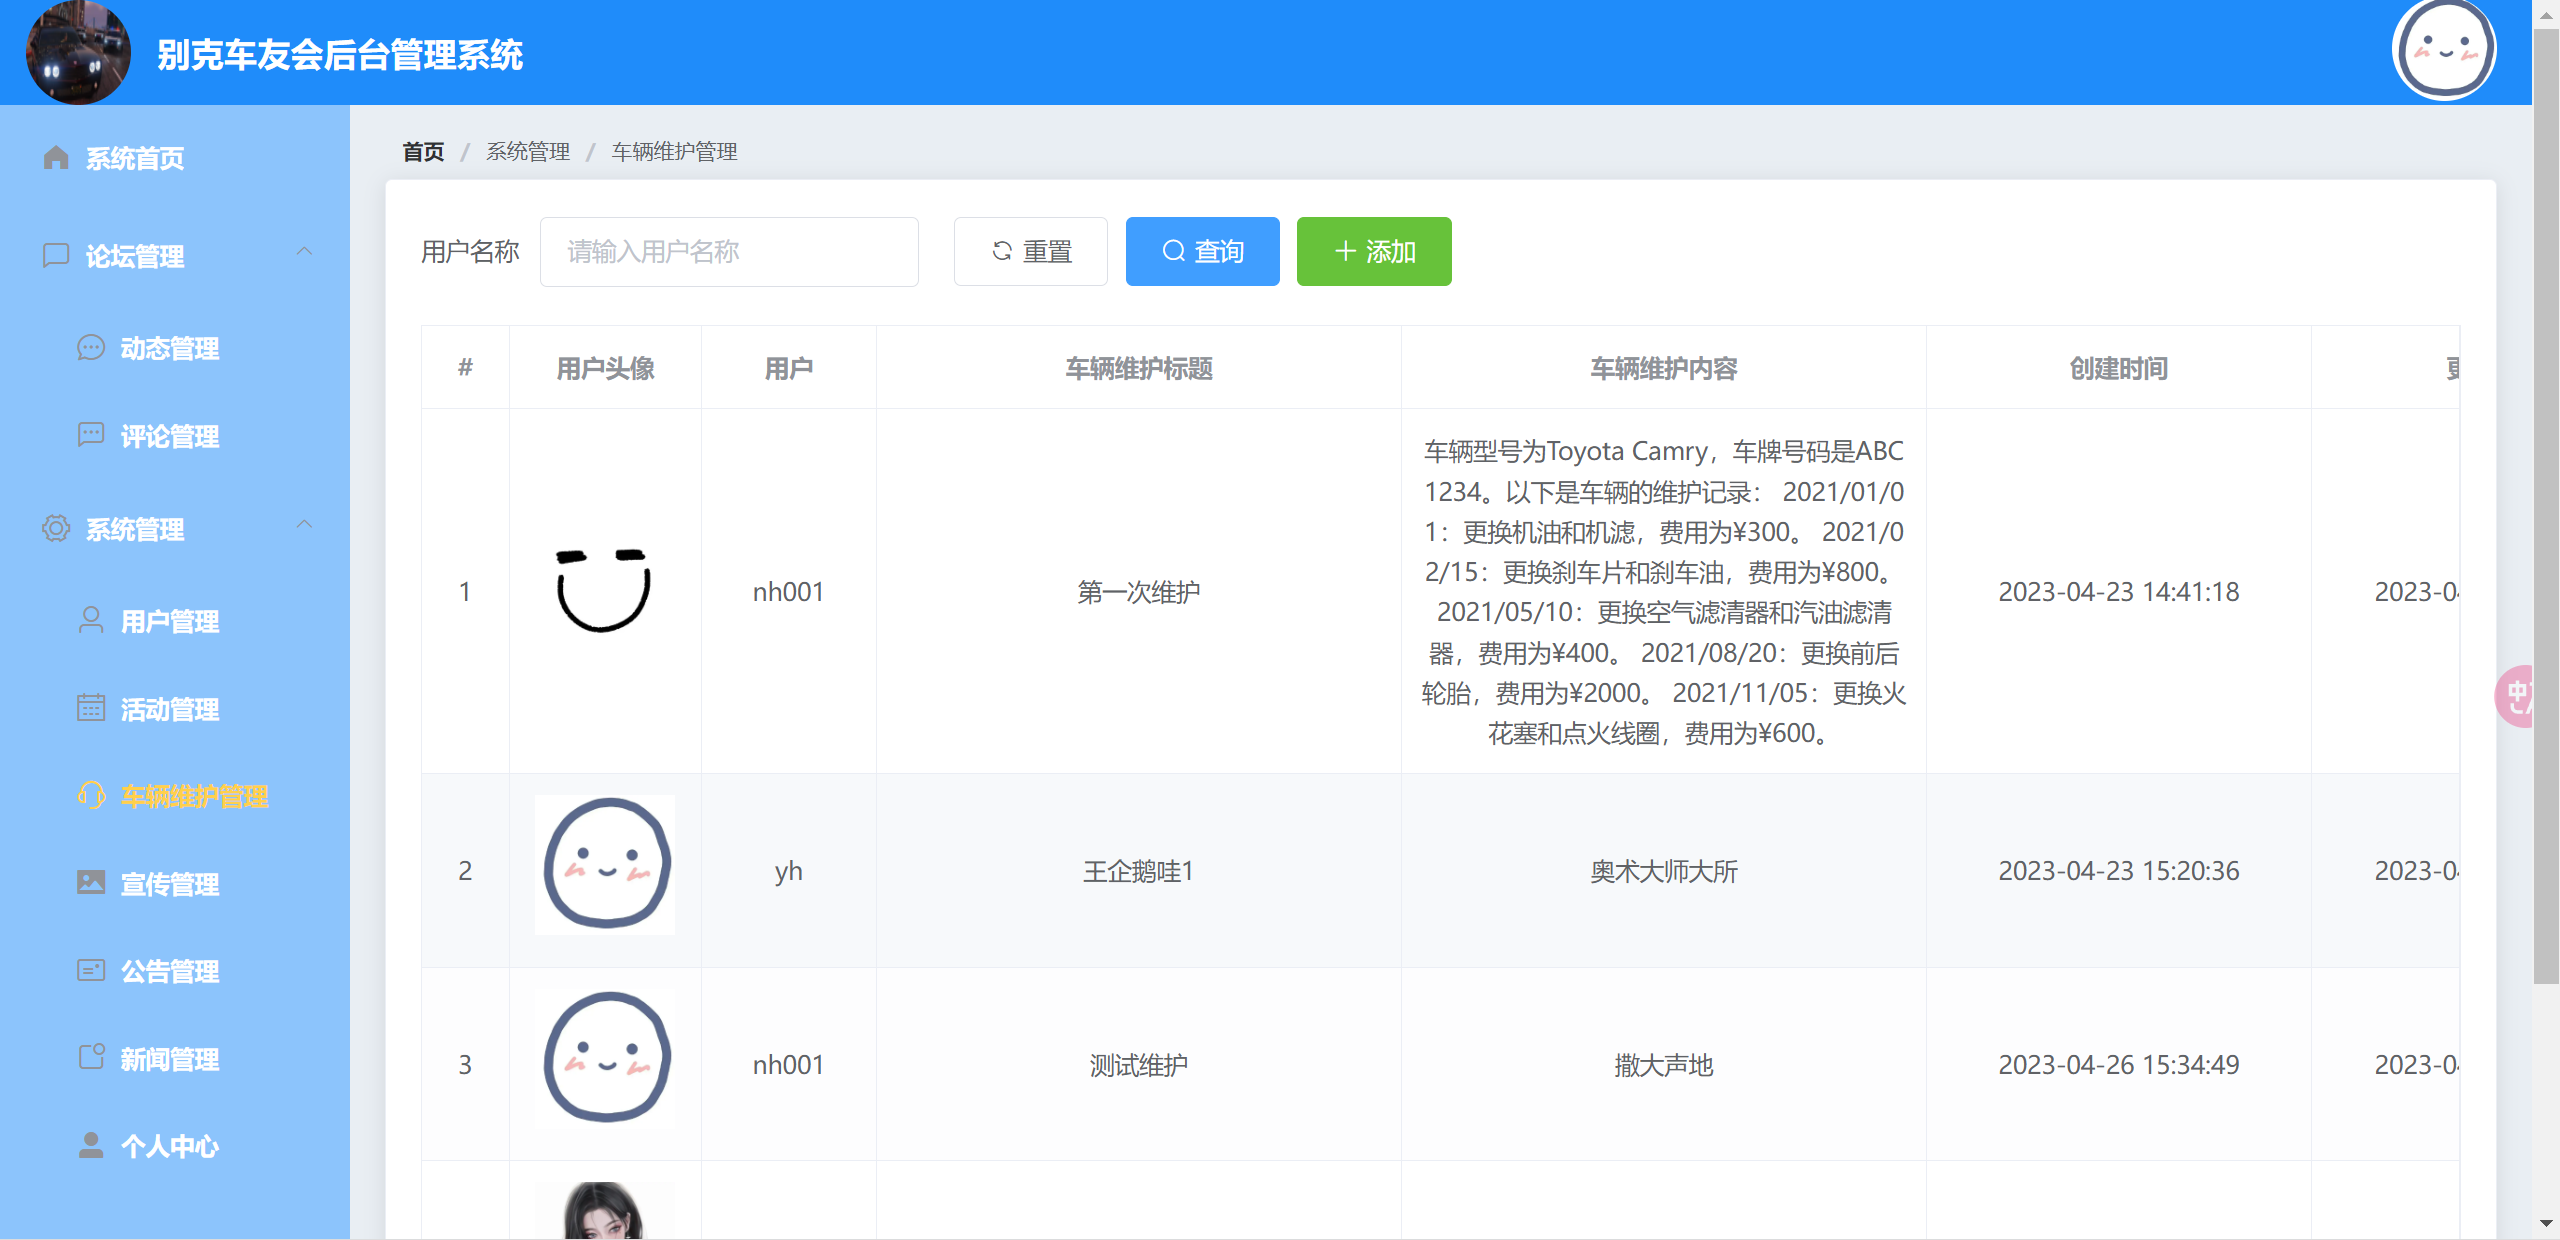 别克车友会后台管理系统
系统首页
论坛管理
动态管理
评论管理
系统管理
用户管理
活动管理
车辆维护管理
宣传管理
公告管理
新闻管理
个人中心
首页 / 系统管理 / 车辆维护管理
用户名称 请输入用户名称 重置 查询 添加
# 用户头像 用户 车辆维护标题 车辆维护内容 创建时间
车辆型号为Toyota Camry，车牌号码是ABC
1234。以下是车辆的维护记录： 2021/01/0
1：更换机油和机滤，费用为¥300。 2021/0
2/15：更换刹车片和刹车油，费用为¥800。
2021/05/10：更换空气滤清器和汽油滤清
器，费用为¥400。 2021/08/20：更换前后
轮胎，费用为¥2000。 2021/11/05：更换火
花塞和点火线圈，费用为¥600。
1 nh001 第一次维护 2023-04-23 14:41:18 2023-0
2 yh 王企鹅哇1 奥术大师大所 2023-04-23 15:20:36 2023-0
3 nh001 测试维护 撒大声地 2023-04-26 15:34:49 2023-0
中